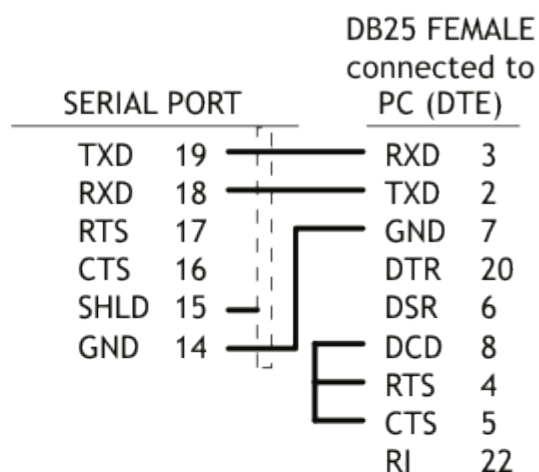 DB25 FEMALE
connected to
SERIAL PORT PC (DTE)
TXD 19 RXD 3
RXD 18 TXD 2
RTS 17 GND 7
CTS 16 DTR 20
SHLD 15 DSR 6
GND 14 DCD 8
RTS 4
CTS 5
RI 22